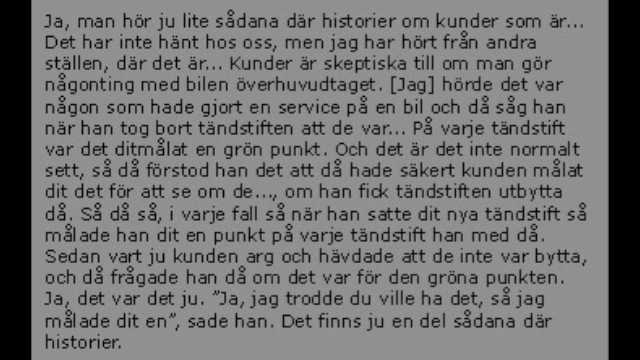 Ja, man hör ju lite sådana där historier om kunder som är...
Det har inte hänt hos oss, men jag har hört från andra
ställen, där det är... Kunder är skeptiska till om man gör
någonting med bilen överhuvudtaget. [Jag] hörde det var
någon som hade gjort en service på en bil och då såg han
när han tog bort tändstiften att de var... På varje tändstift
var det ditmålat en grön punkt. Och det är det inte normalt
sett, så då förstod han det att då hade säkert kunden målat
dit det för att se om de..., om han fick tändstiften utbytta
då. Så då så, i varje fall så när han satte dit nya tändstift så
målade han dit en punkt på varje tändstift han med då.
Sedan vart ju kunden arg och hävdade att de inte var bytta,
och då frågade han då om det var för den gröna punkten.
Ja, det var det ju. ”Ja, jag trodde du ville ha det, så jag
målade dit en”, sade han. Det finns ju en del sådana där
historier.